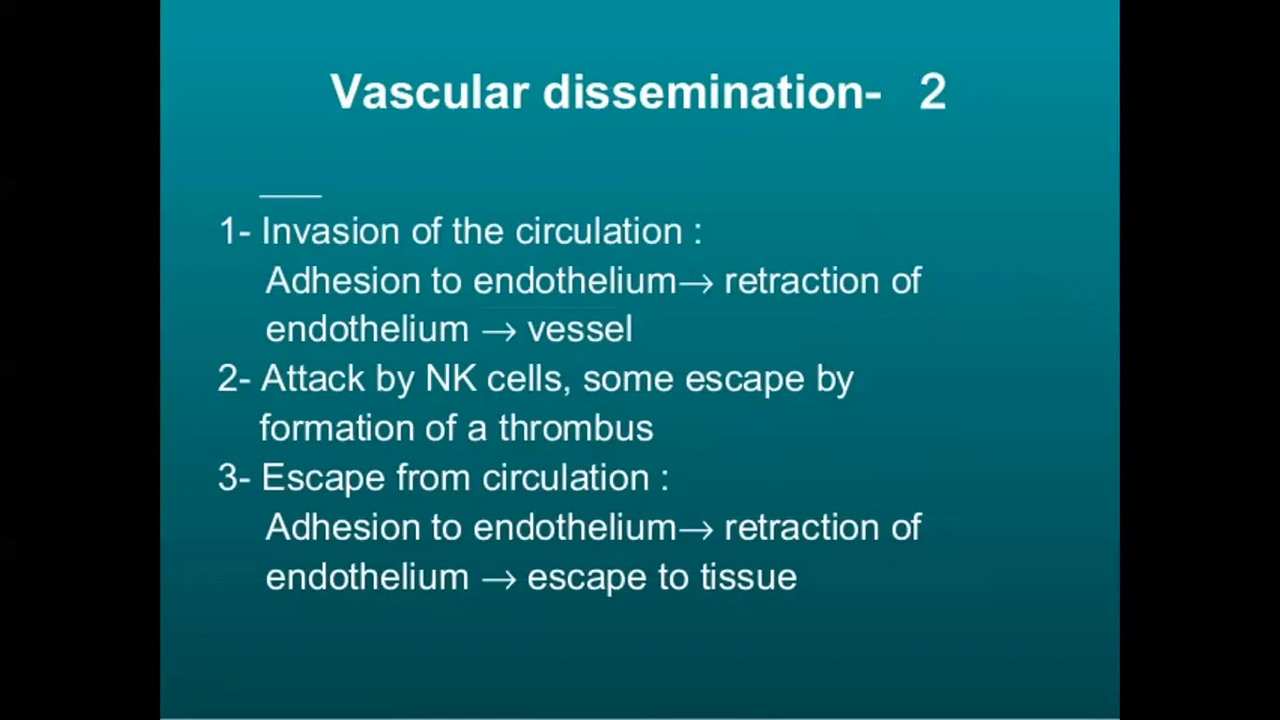 Vascular dissemination- 2
1- Invasion of the circulation :
Adhesion to endothelium→ retraction of
endothelium → vessel
2- Attack by NK cells, some escape by
formation of a thrombus
3- Escape from circulation :
Adhesion to endothelium→ retraction of
endothelium → escape to tissue